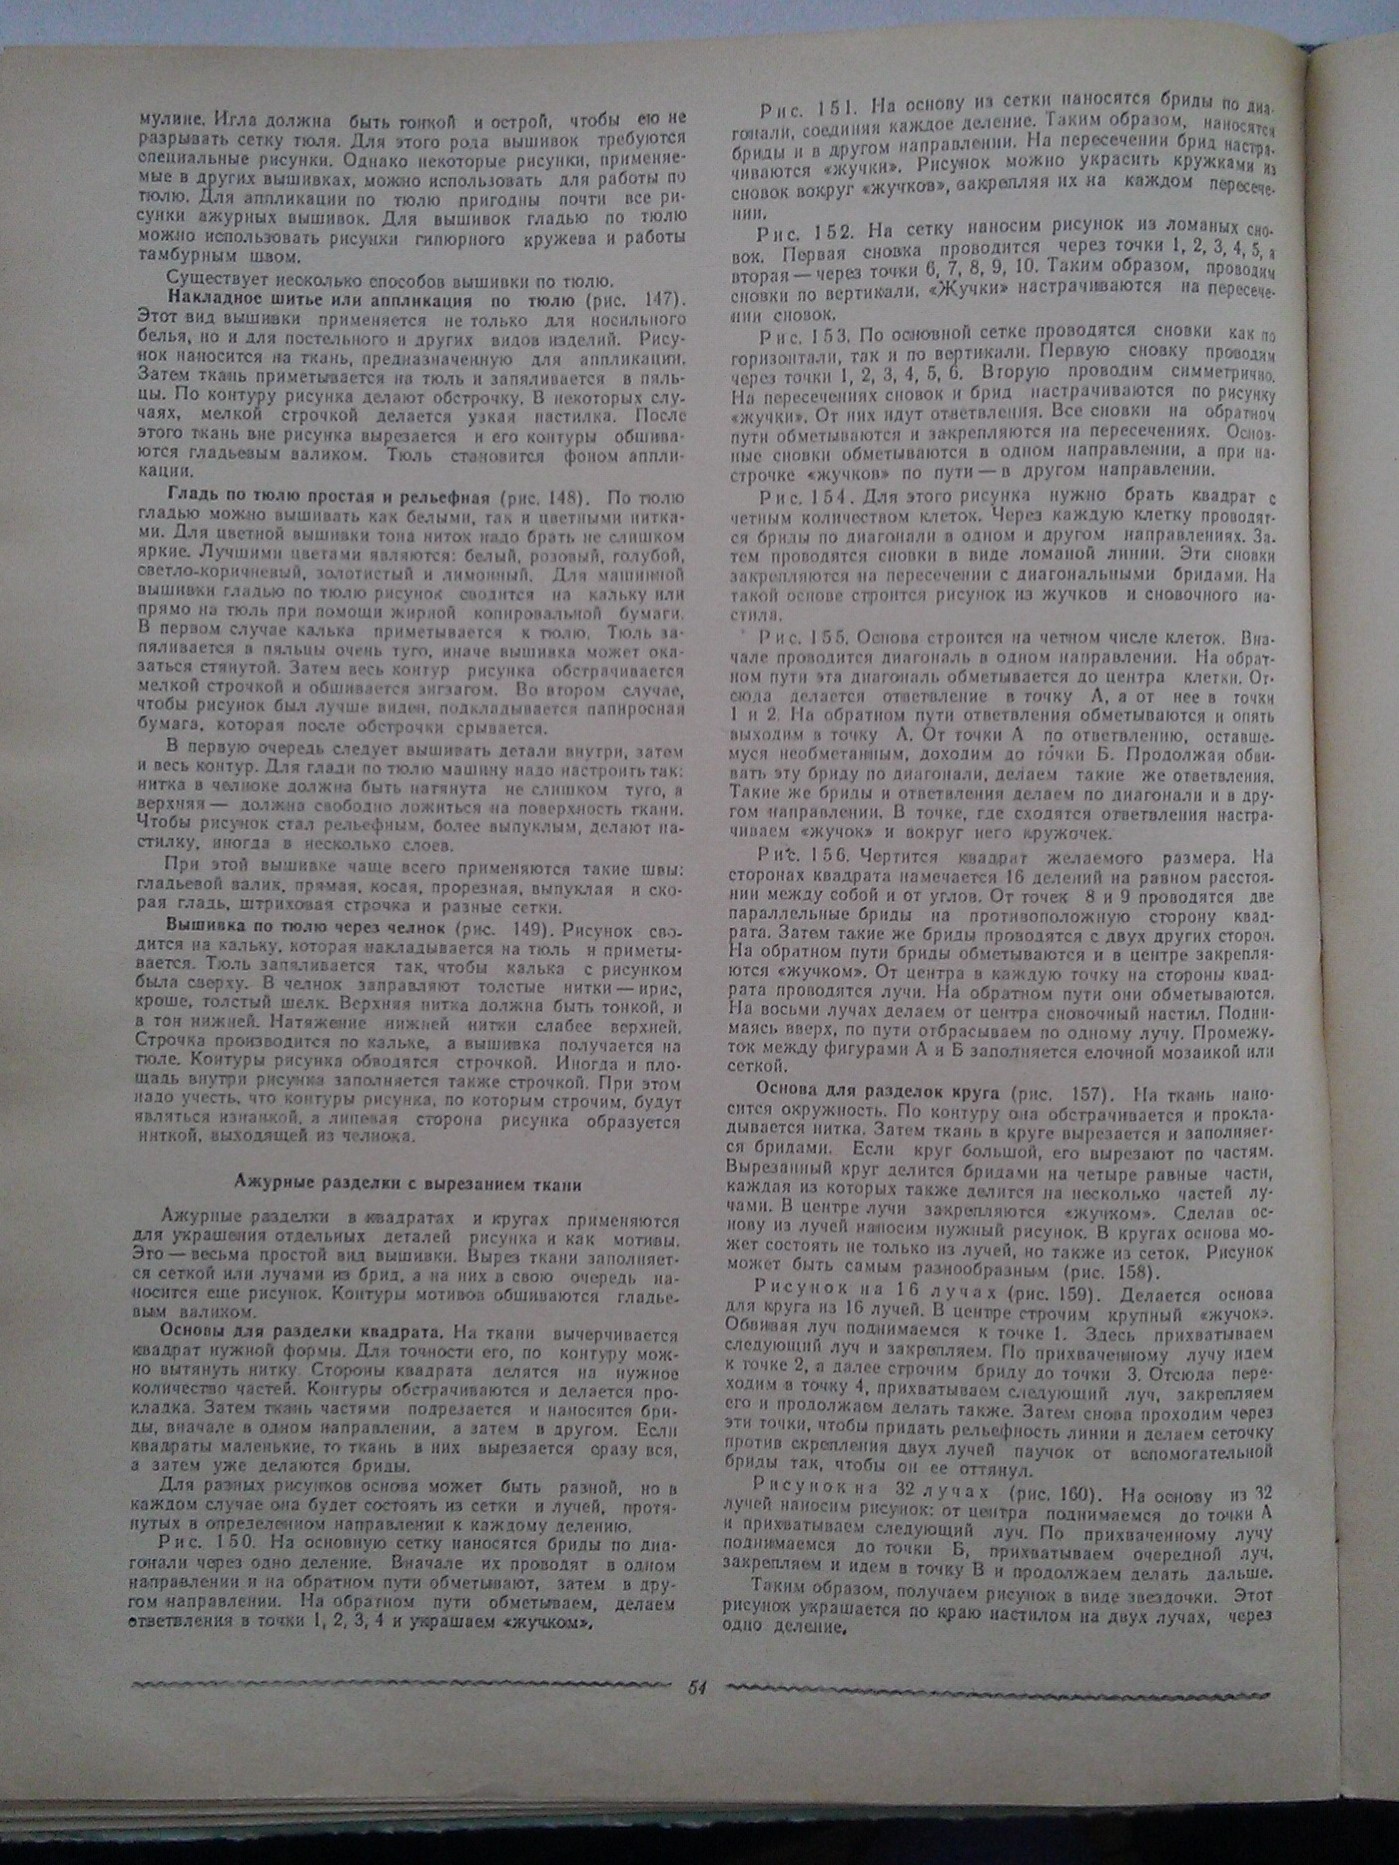 мулине. Игла должна быть тонкой и острой, чтобы ею не
разрывать сетку тюля. Для этого рода вышивок требуются
специальные рисунки. Однако некоторые рисунки, применяе-
мые в других вышивках, можно использовать для работы по
тюлю. Для аппликации по тюлю пригодны почти все ри-
сунки ажурных вышивок. Для вышивок гладью по тюлю
можно использовать рисунки гипюрного кружева и работы
тамбурным швом.
Существует несколько способов вышивки по тюлю.
Накладное шитье или аппликация по тюлю (рис. 147).
Этот вид вышивки применяется не только для носильного
белья, но и для постельного и других видов изделий. Рису-
нок наносится на ткань, предназначенную для аппликации.
Затем ткань приметывается на тюль и запяливается в пяль-
цы. По контуру рисунка делают обстрочку. В некоторых слу-
чаях, мелкой строчкой делается узкая настилка. После
этого ткань вне рисунка вырезается и его контуры обшива-
ются гладьевым валиком. Тюль становится фоном аппли-
кации.
Гладь по тюлю простая и рельефная (рис. 148). По тюлю
гладью можно вышивать как белыми, так и цветными нитка-
ми. Для цветной вышивки тона ниток надо брать не слишком
яркие. Лучшими цветами являются: белый, розовый, голубой,
светло-коричневый, золотистый и лимонный. Для машинной
вышивки гладью по тюлю рисунок сводится на кальку или
прямо на тюль при помощи жирной копировальной бумаги.
В первом случае калька приметывается к тюлю. Тюль за-
пяливается в пяльцы очень туго, иначе вышивка может ока-
заться стянутой. Затем весь контур рисунка обстрачивается
мелкой строчкой и обшивается зигзагом. Во втором случае,
чтобы рисунок был лучше виден, подкладывается папиросная
бумага, которая после обстрочки срывается.
В первую очередь следует вышивать детали внутри, затем
и весь контур. Для глади по тюлю машину надо настроить так:
нитка в челноке должна быть натянута не слишком туго, а
верхняя — должна свободно ложиться на поверхность ткани.
Чтобы рисунок стал рельефным, более выпуклым, делают на-
стилку, иногда в несколько слоев.
При этой вышивке чаще всего применяются такие швы:
гладьевой валик, прямая, косая, прорезная, выпуклая и ско-
рая гладь, штриховая строчка и разные сетки.
Вышивка по тюлю через челнок (рис. 149). Рисунок сво-
дится на кальку, которая накладывается на тюль и приметы-
вается. Тюль запяливается так, чтобы калька с рисунком
была сверху. В челнок заправляют толстые нитки — ирис,
кроше, толстый шелк. Верхняя нитка должна быть тонкой, и
в тон нижней. Натяжение нижней нитки слабее верхней.
Строчка производится по кальке, а вышивка получается на
тюле. Контуры рисунка обводятся строчкой. Иногда и пло-
щадь внутри рисунка заполняется также строчкой. При этом
надо учесть, что контуры рисунка, по которым строчим, будут
являться изнанкой, а лицевая сторона рисунка образуется
ниткой, выходящей из челнока.
Ажурные разделки с вырезанием ткани
Ажурные разделки в квадратах и кругах применяются
для украшения отдельных деталей рисунка и как мотивы.
Это — весьма простой вид вышивки. Вырез ткани заполняет-
ся сеткой или лучами из брид, а на них в свою очередь на-
носится еще рисунок. Контуры мотивов обшиваются гладье-
вым валиком.
Основы для разделки квадрата. На ткани вычерчивается
квадрат нужной формы. Для точности его, по контуру мож-
но вытянуть нитку. Стороны квадрата делятся на нужное
количество частей. Контуры обстрачиваются и делается про-
кладка. Затем ткань частями подрезается и наносятся бри-
ды, вначале в одном направлении, а затем в другом. Если
квадраты маленькие, то ткань в них вырезается сразу вся,
а затем уже делаются бриды.
Для разных рисунков основа может быть разной, но в
каждом случае она будет состоять из сетки и лучей, протя-
нутых в определенном направлении к каждому делению.
Рис. 150. На основную сетку наносятся бриды по диа-
гонали через одно деление. Вначале их проводят в одном
направлении и на обратном пути обметывают, затем в дру-
гом направлении. На обратном пути обметываем, делаем
ответвления в точки 1, 2, 3, 4 и украшаем «жучком».
Рис. 151. На основу из сетки наносятся бриды по диа-
гонали, соединяя каждое деление. Таким образом, наносятся
бриды и в другом направлении. На пересечении брид настра-
чиваются «жучки». Рисунок можно украсить кружками из
сновок вокруг «жучков», закрепляя их на каждом пересече-
нии.
Рис. 152. На сетку наносим рисунок из ломаных сно-
вок. Первая сновка проводится через точки 1, 2, 3, 4, 5, а
вторая — через точки 6, 7, 8, 9, 10. Таким образом, проводим
сновки по вертикали. «Жучки» настрачиваются на пересече-
нии сновок.
Рис. 153. По основной сетке проводятся сновки как по
горизонтали, так и по вертикали. Первую сновку проводим
через точки 1, 2, 3, 4, 5, 6. Вторую проводим симметрично.
На пересечениях сновок и брид настрачиваются по рисунку
«жучки». От них идут ответвления. Все сновки на обратном
пути обметываются и закрепляются на пересечениях. Основ-
ные сновки обметываются в одном направлении, а при на-
строчке «жучков» по пути — в другом направлении.
Рис. 154. Для этого рисунка нужно брать квадрат с
четным количеством клеток. Через каждую клетку проводят-
ся бриды по диагонали в одном и другом направлениях. За-
тем проводятся сновки в виде ломаной линии. Эти сновки
закрепляются на пересечении с диагональными бридами. На
такой основе строится рисунок из жучков и сновочного на-
стила.
Рис. 155. Основа строится на четном числе клеток. Вна-
чале проводится диагональ в одном направлении. На обрат-
ном пути эта диагональ обметывается до центра клетки. От-
сюда делается ответвление в точку А, а от нее в точки
1 и 2. На обратном пути ответвления обметываются и опять
выходим в точку А. От точки А по ответвлению, оставше-
муся необметанным, доходим до точки Б. Продолжая обви-
вать эту бриду по диагонали, делаем такие же ответвления.
Такие же бриды и ответвления делаем по диагонали и в дру-
гом направлении. В точке, где сходятся ответвления настра-
чиваем «жучок» и вокруг него кружочек.
Рис. 156. Чертится квадрат желаемого размера. На
сторонах квадрата намечается 16 делений на равном расстоя-
нии между собой и от углов. От точек 8 и 9 проводятся две
параллельные бриды на противоположную сторону квад-
рата. Затем такие же бриды проводятся с двух других сторон.
На обратном пути бриды обметываются и в центре закрепля-
ются «жучком». От центра в каждую точку на стороны квад-
рата проводятся лучи. На обратном пути они обметываются.
На восьми лучах делаем от центра сновочный настил. Подни-
маясь вверх, по пути отбрасываем по одному лучу. Промежу-
ток между фигурами А и Б заполняется елочной мозаикой или
сеткой.
Основа для разделок круга (рис. 157). На ткань нано-
сится окружность. По контуру она обстрачивается и прокла-
дывается нитка. Затем ткань в круге вырезается и заполняет-
ся бридами. Если круг большой, его вырезают по частям.
Вырезанный круг делится бридами на четыре равные части,
каждая из которых также делится на несколько частей лу-
чами. В центре лучи закрепляются «жучком». Сделав ос-
нову из лучей наносим нужный рисунок. В кругах основа мо-
жет состоять не только из лучей, но также из сеток. Рисунок
может быть самым разнообразным (рис. 158).
Рисунок на 16 лучах (рис. 159). Делается основа
для круга из 16 лучей. В центре строчим крупный «жучок».
Обвивая луч поднимаемся к точке 1. Здесь прихватываем
следующий луч и закрепляем. По прихваченному лучу идем
к точке 2, а далее строчим бриду до точки 3. Отсюда пере-
ходим в точку 4, прихватываем следующий луч, закрепляем
его и продолжаем делать также. Затем снова проходим через
эти точки, чтобы придать рельефность линии и делаем сеточку
против скрепления двух лучей паучок от вспомогательной
бриды так, чтобы он ее оттянул.
Рисунок на 32 лучах (рис. 160). На основу из 32
лучей наносим рисунок: от центра поднимаемся до точки А
и прихватываем следующий луч. По прихваченному лучу
поднимаемся до точки Б, прихватываем очередной луч,
закрепляем и идем в точку В и продолжаем делать дальше.
Таким образом, получаем рисунок в виде звездочки. Этот
рисунок украшается по краю настилом на двух лучах, через
одно деление.
54